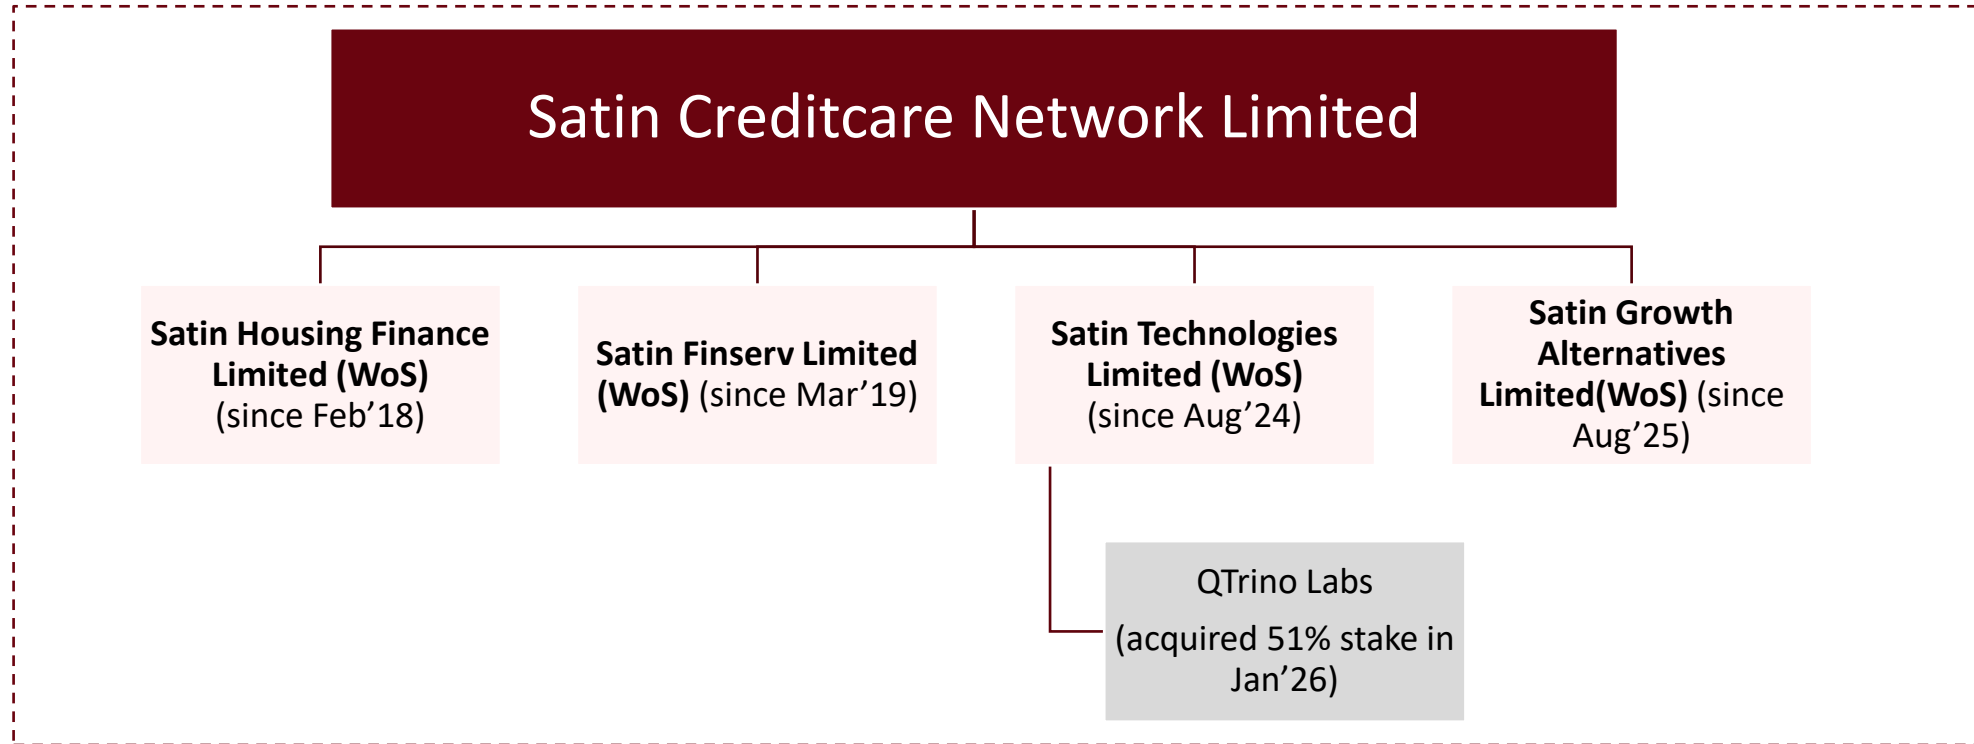 Satin Creditcare Network Limited
Satin Housing Finance
Limited (WoS)
(since Feb’18)
Satin Finserv Limited
(WoS) (since Mar’19)
Satin Technologies
Limited (WoS)
(since Aug’24)
Satin Growth
Alternatives
Limited(WoS) (since
Aug’25)
QTrino Labs
(acquired 51% stake in
Jan’26)